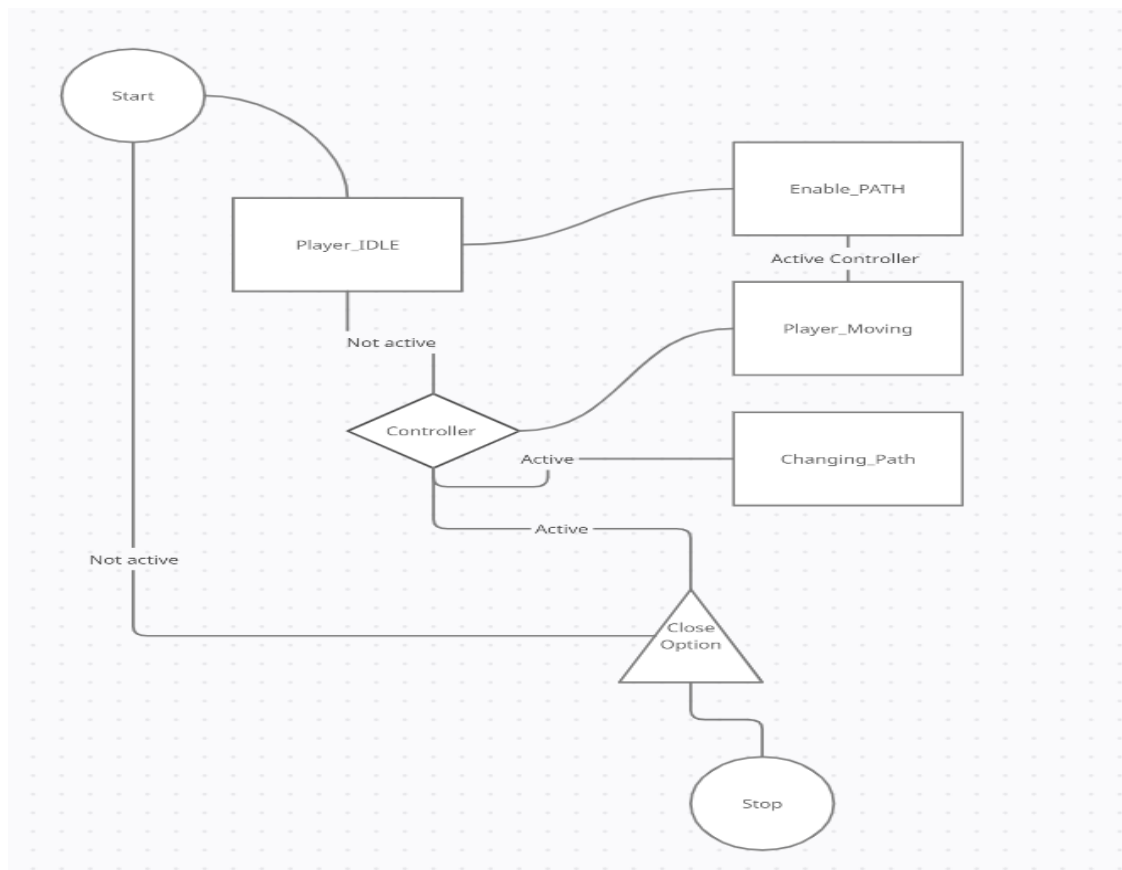 Start
Enable_PATH
Player_IDLE
Active Controller
Player_Moving
Not active
Controller
Active
Changing_Path
Active
Not active
Close
Option
Stop